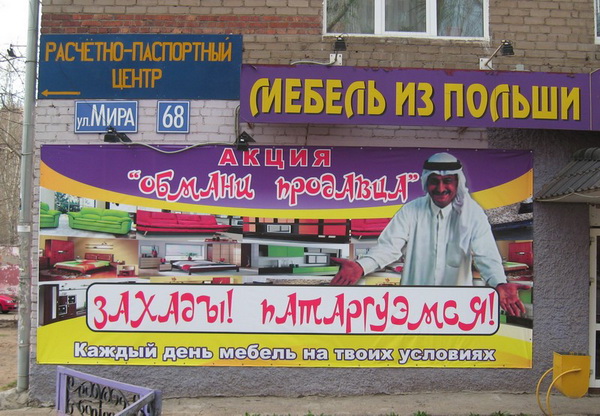 РАСЧЕТНО-ПАСПОРТНЫЙ
ЦЕНТР
ул. МИРА 68
МЕБЕЛЬ ИЗ ПОЛЬШИ
АКЦИЯ
"ОБМАНИ ПРОДАВЦА"
ЗАХАДЫ! ПАТАРГУЭМСЯ!
Каждый день мебель на твоих условиях